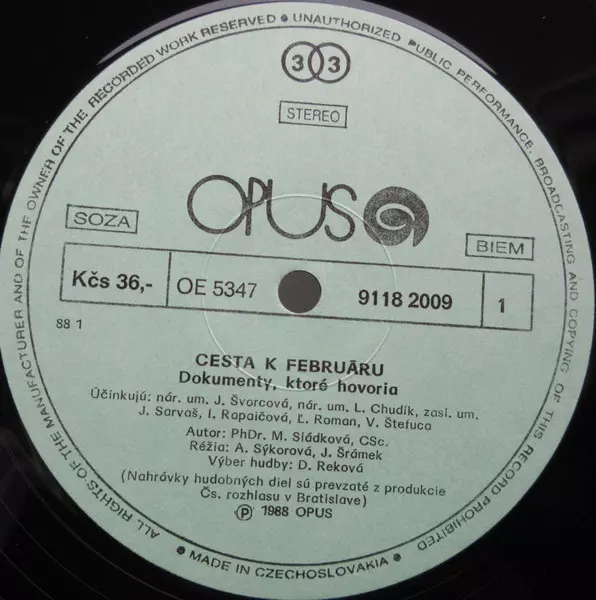 ALL RIGHTS OF THE MANUFACTURER AND OF THE OWNER OF THE RECORDED WORK RESERVED • UNAUTHORIZED PUBLIC PERFORMANCE, BROADCASTING AND COPYING OF THIS RECORD PROHIBITED
• MADE IN CZECHOSLOVAKIA •
33
STEREO
OPUS
SOZA
BIEM
Kčs 36,- OE 5347 9118 2009 1
88 1
CESTA K FEBRUÁRU
Dokumenty, ktoré hovoria
Účinkujú: nár. um. J. Švorcová, nár. um. L. Chudík, zasl. um.
J. Sarvaš, I. Rapaičová, Ľ. Roman, V. Štefuca
Autor: PhDr. M. Sládková, CSc.
Réžia: A. Sýkorová, J. Šrámek
Výber hudby: D. Reková
(Nahrávky hudobných diel sú prevzaté z produkcie
Čs. rozhlasu v Bratislave)
Ⓟ 1988 OPUS